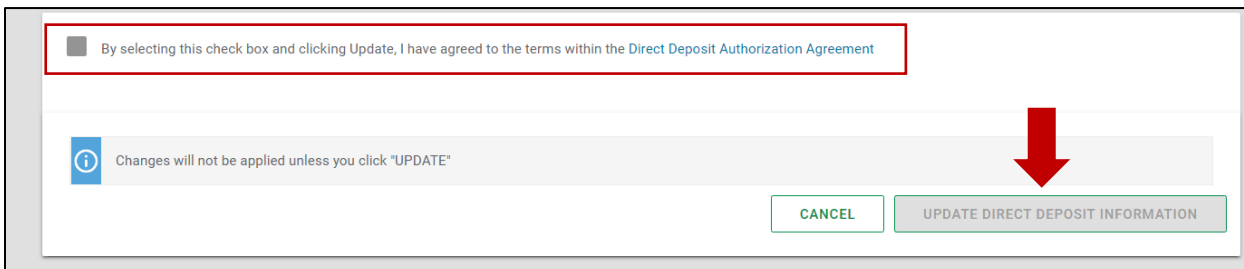 By selecting this check box and clicking Update, I have agreed to the terms within the Direct Deposit Authorization Agreement
Changes will not be applied unless you click "UPDATE"
CANCEL
UPDATE DIRECT DEPOSIT INFORMATION